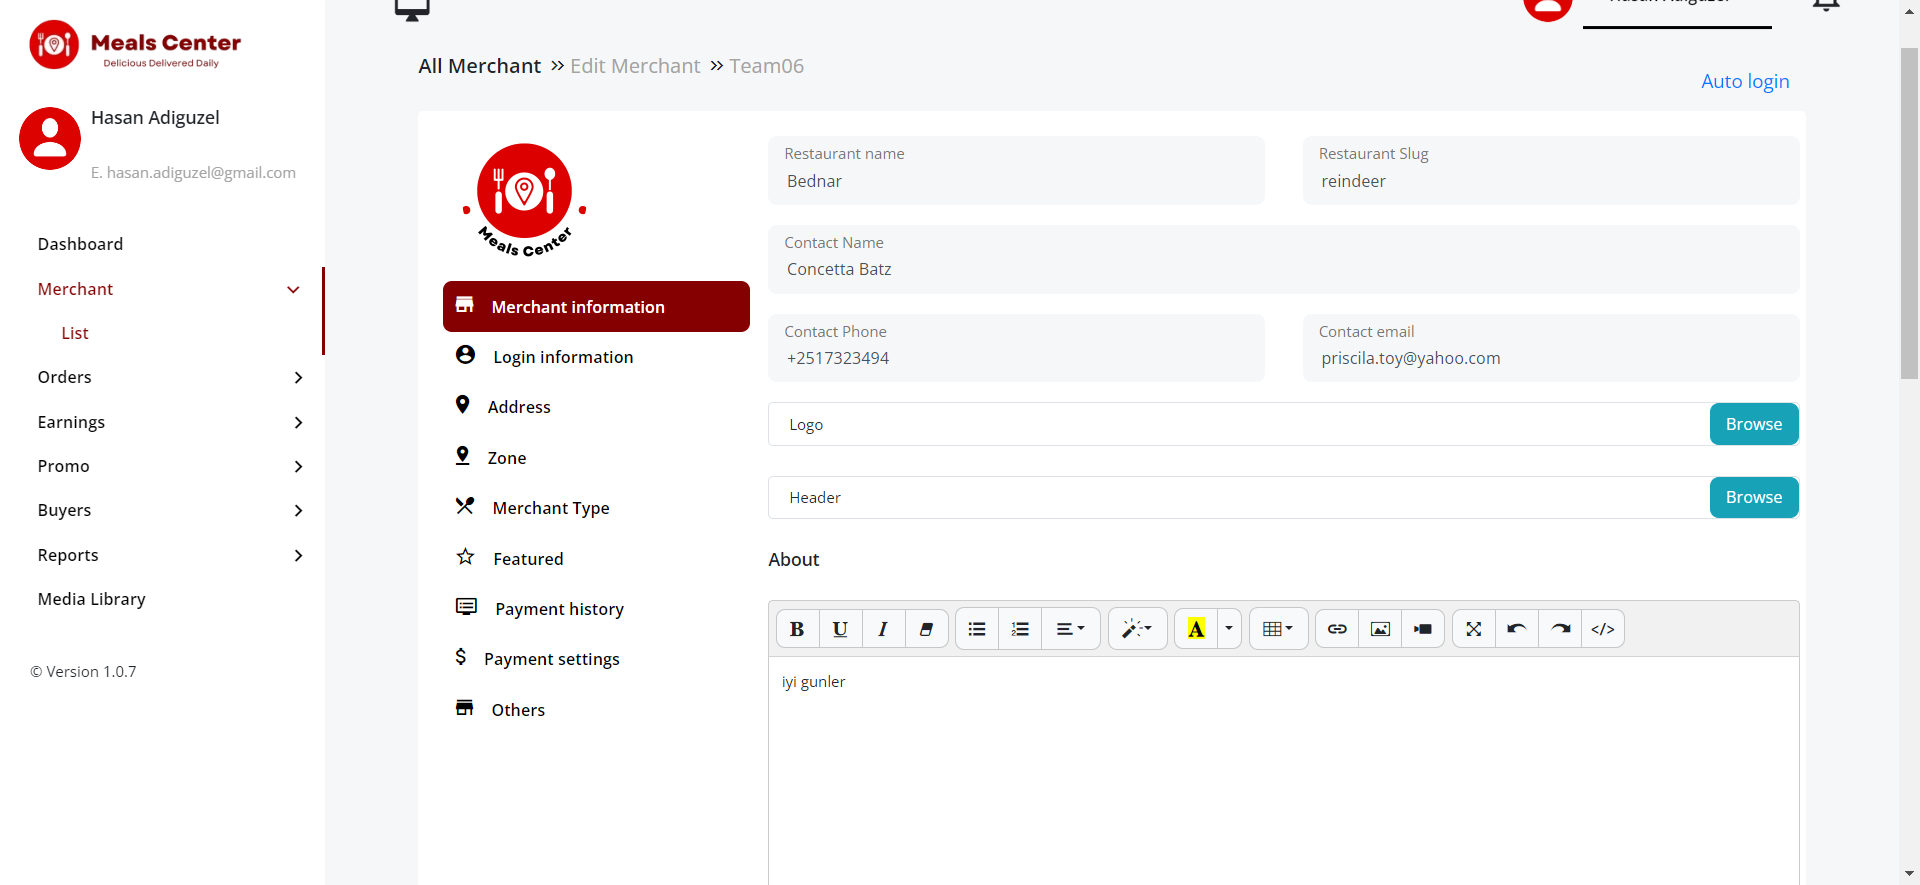 Meals Center
Delicious Delivered Daily
Hasan Adiguzel
E. hasan.adiguzel@gmail.com
Dashboard
Merchant
List
Orders
Earnings
Promo
Buyers
Reports
Media Library
© Version 1.0.7
All Merchant » Edit Merchant » Team06
Auto login
Meals Center
Merchant information
Login information
Address
Zone
Merchant Type
Featured
Payment history
Payment settings
Others
Restaurant name
Bednar
Restaurant Slug
reindeer
Contact Name
Concetta Batz
Contact Phone
+2517323494
Contact email
priscila.toy@yahoo.com
Logo
Browse
Header
Browse
About
B U I A </>
iyi gunler